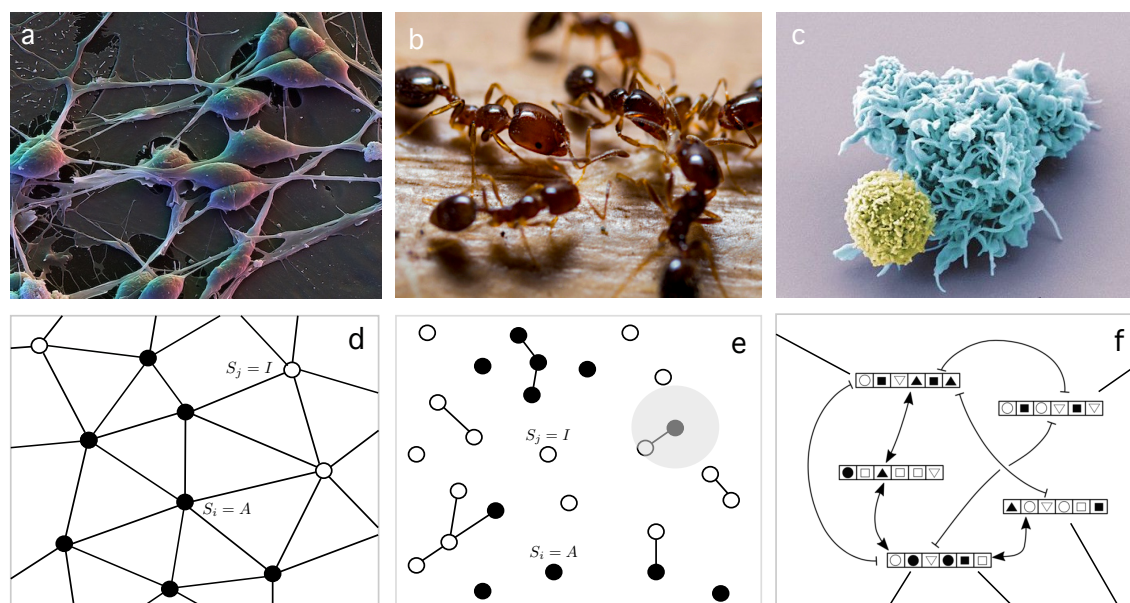 a
b
c
d
S_j = I
S_i = A
e
S_j = I
S_i = A
f